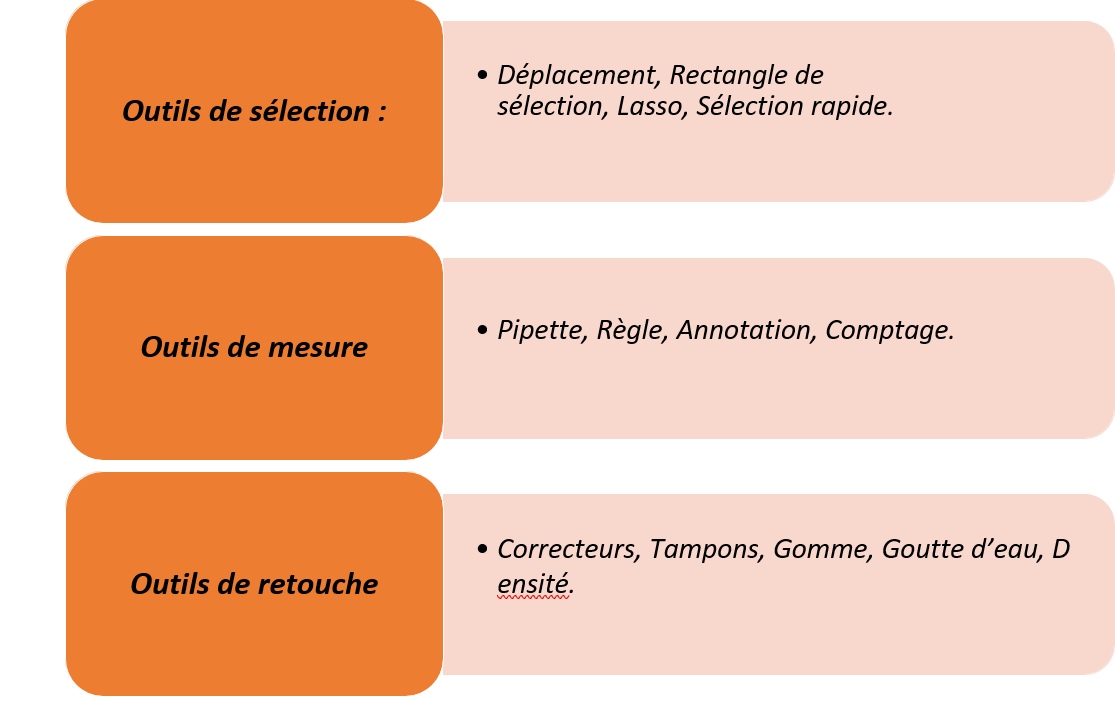 Outils de sélection :
• Déplacement, Rectangle de
sélection, Lasso, Sélection rapide.
Outils de mesure
• Pipette, Règle, Annotation, Comptage.
Outils de retouche
• Correcteurs, Tampons, Gomme, Goutte d’eau, D
ensité.